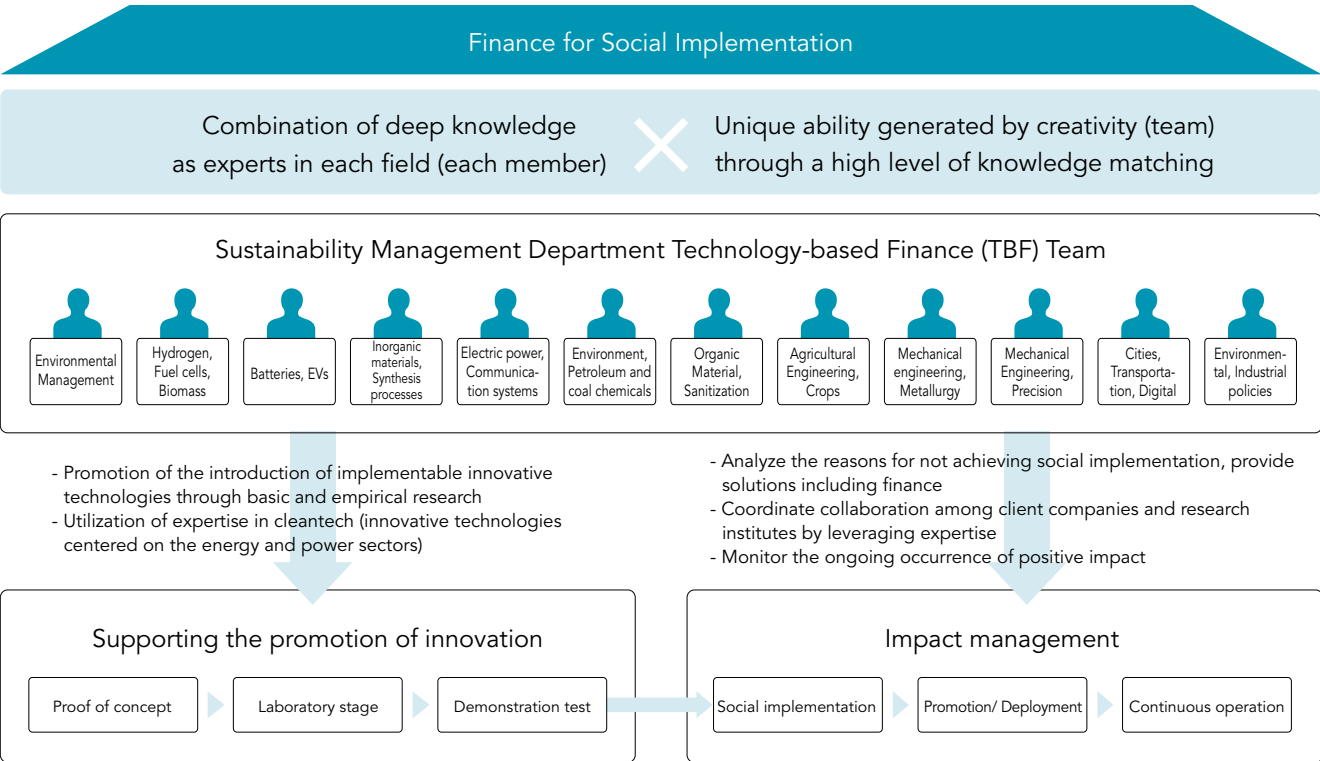 Finance for Social Implementation
Combination of deep knowledge
as experts in each field (each member)
Unique ability generated by creativity (team)
through a high level of knowledge matching
Sustainability Management Department Technology-based Finance (TBF) Team
Environmental
Management
Hydrogen,
Fuel cells,
Biomass
Batteries, EVs
Inorganic
materials,
Synthesis
processes
Electric power,
Communica-
tion systems
Environment,
Petroleum and
coal chemicals
Organic
Material,
Sanitization
Agricultural
Engineering,
Crops
Mechanical
engineering,
Metallurgy
Mechanical
Engineering,
Precision
Cities,
Transporta-
tion, Digital
Environmen-
tal, Industrial
policies
- Promotion of the introduction of implementable innovative
technologies through basic and empirical research
- Utilization of expertise in cleantech (innovative technologies
centered on the energy and power sectors)
- Analyze the reasons for not achieving social implementation, provide
solutions including finance
- Coordinate collaboration among client companies and research
institutes by leveraging expertise
- Monitor the ongoing occurrence of positive impact
Supporting the promotion of innovation
Proof of concept
Laboratory stage
Demonstration test
Impact management
Social implementation
Promotion/ Deployment
Continuous operation